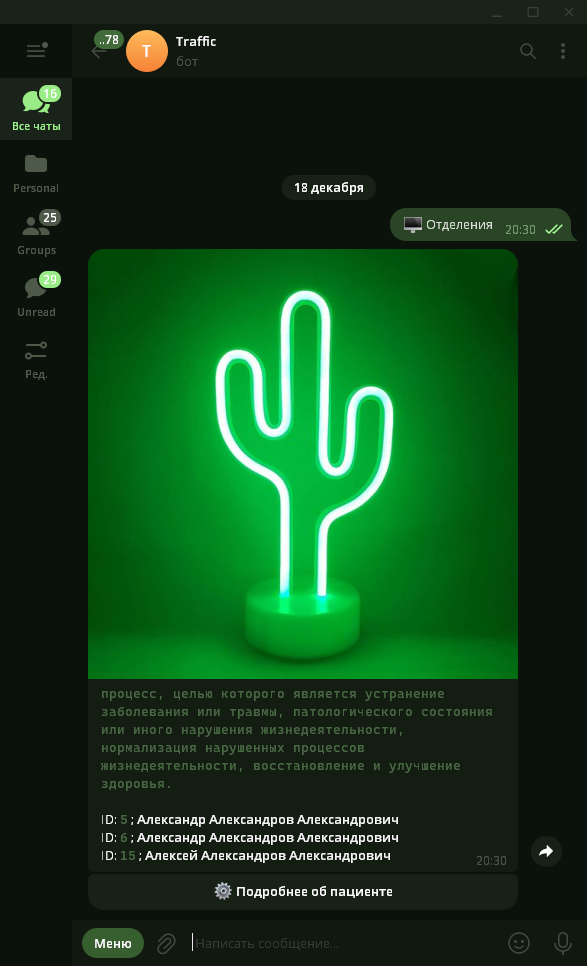 ..78
T
Traffic
бот
16
Все чаты
Personal
25
Groups
29
Unread
Ред.
18 декабря
Отделения 20:30
процесс, целью которого является устранение
заболевания или травмы, патологического состояния
или иного нарушения жизнедеятельности,
нормализация нарушенных процессов
жизнедеятельности, восстановление и улучшение
здоровья.
ID: 5 ; Александр Александров Александрович
ID: 6 ; Александр Александров Александрович
ID: 15 ; Алексей Александров Александрович
20:30
Подробнее об пациенте
Меню
Написать сообщение...